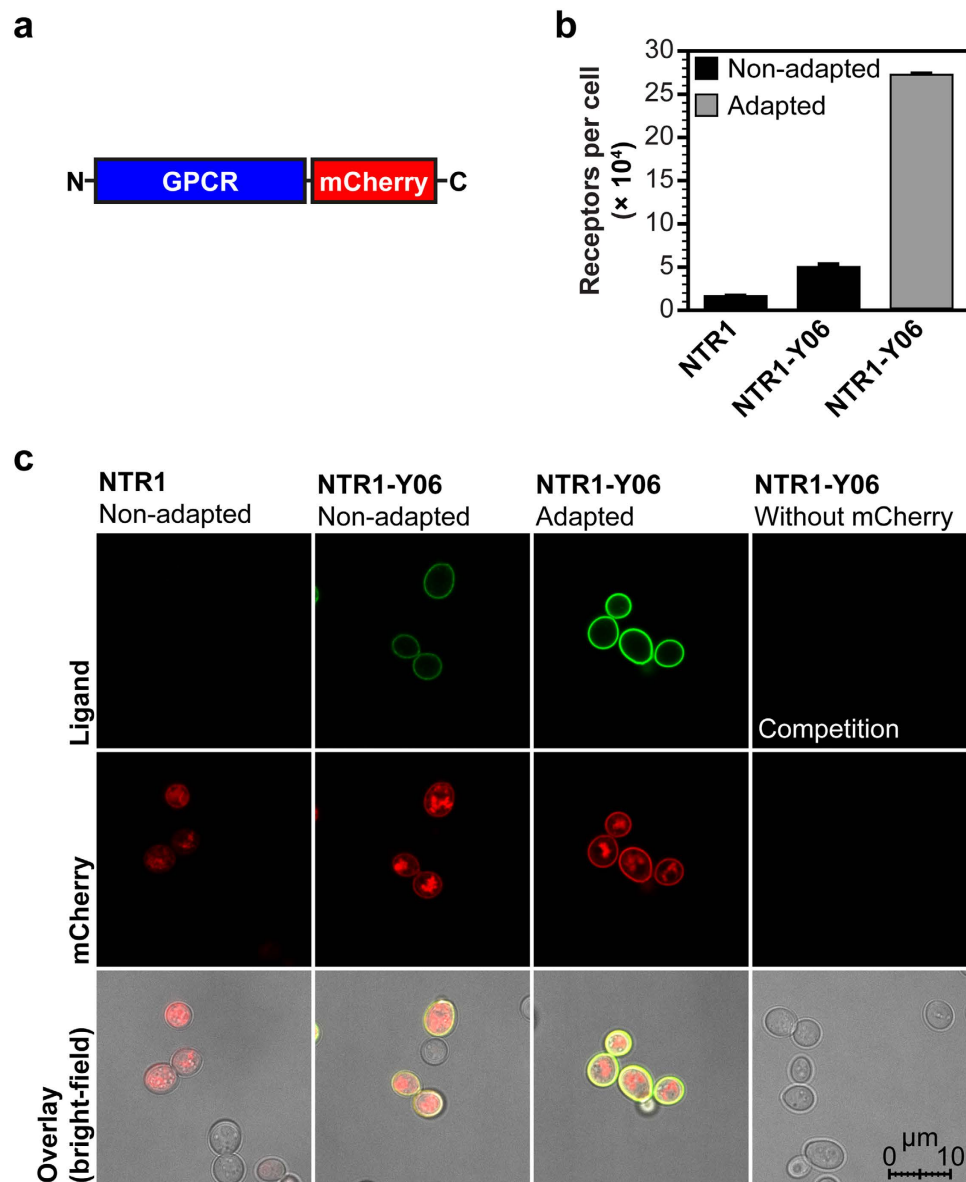 a
N
GPCR
mCherry
C
b
Receptors per cell
(× 10⁴)
30
25
20
15
10
5
0
Non-adapted
Adapted
NTR1
NTR1-Y06
NTR1-Y06
c
NTR1
Non-adapted
NTR1-Y06
Non-adapted
NTR1-Y06
Adapted
NTR1-Y06
Without mCherry
Ligand
Competition
mCherry
Overlay
(bright-field)
µm
0 10